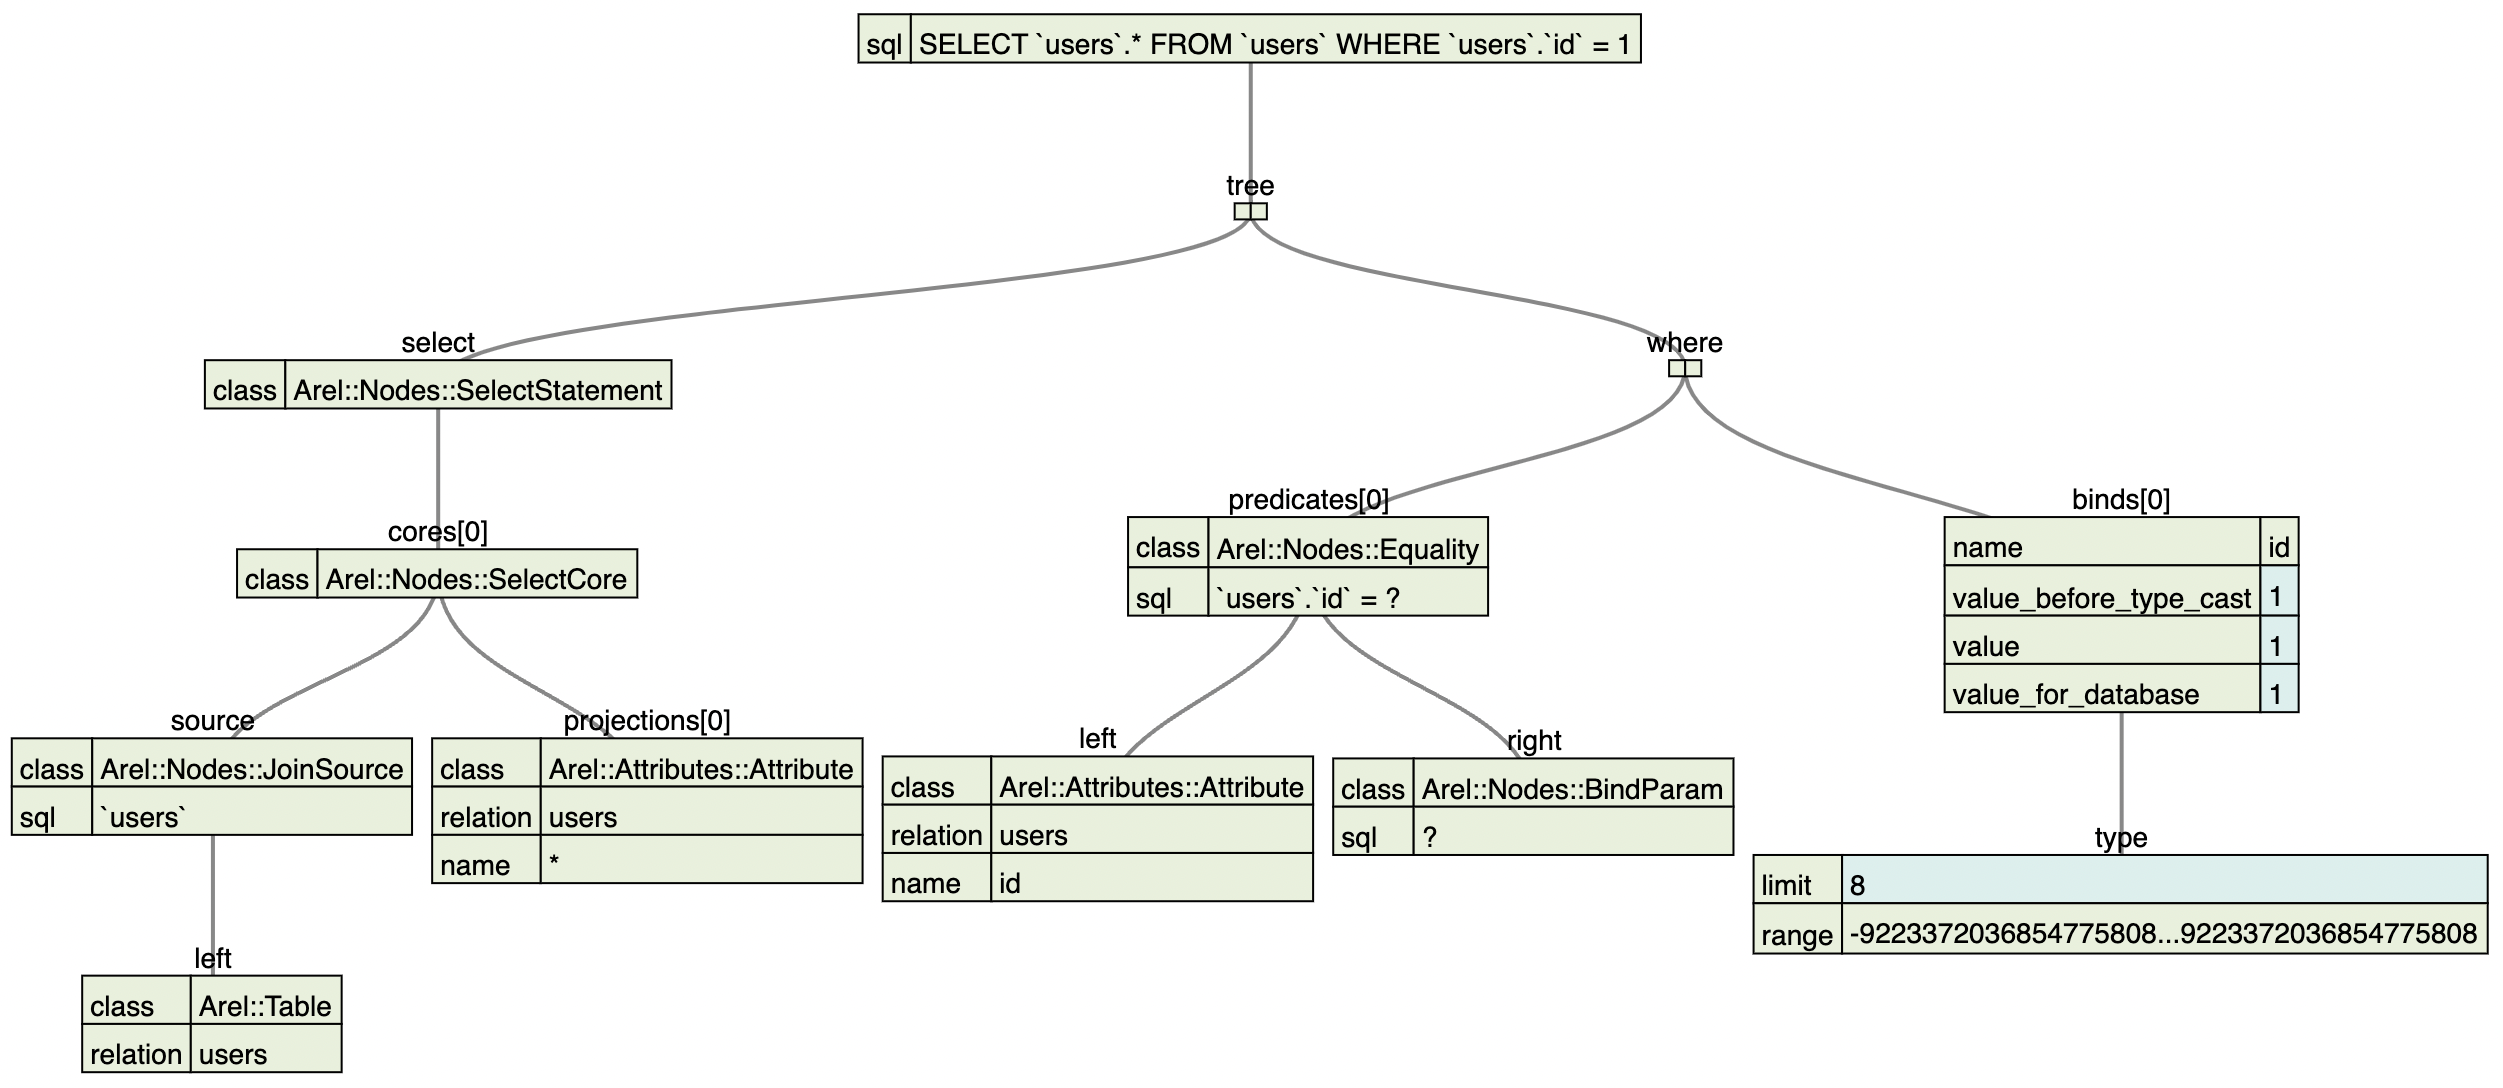 sql SELECT `users`.* FROM `users` WHERE `users`.`id` = 1
tree
select
class Arel::Nodes::SelectStatement
where
cores[0]
class Arel::Nodes::SelectCore
predicates[0]
class Arel::Nodes::Equality
sql `users`.`id` = ?
binds[0]
name id
value_before_type_cast 1
value 1
value_for_database 1
source
class Arel::Nodes::JoinSource
sql `users`
projections[0]
class Arel::Attributes::Attribute
relation users
name *
left
class Arel::Attributes::Attribute
relation users
name id
right
class Arel::Nodes::BindParam
sql ?
type
limit 8
range -9223372036854775808...9223372036854775808
left
class Arel::Table
relation users